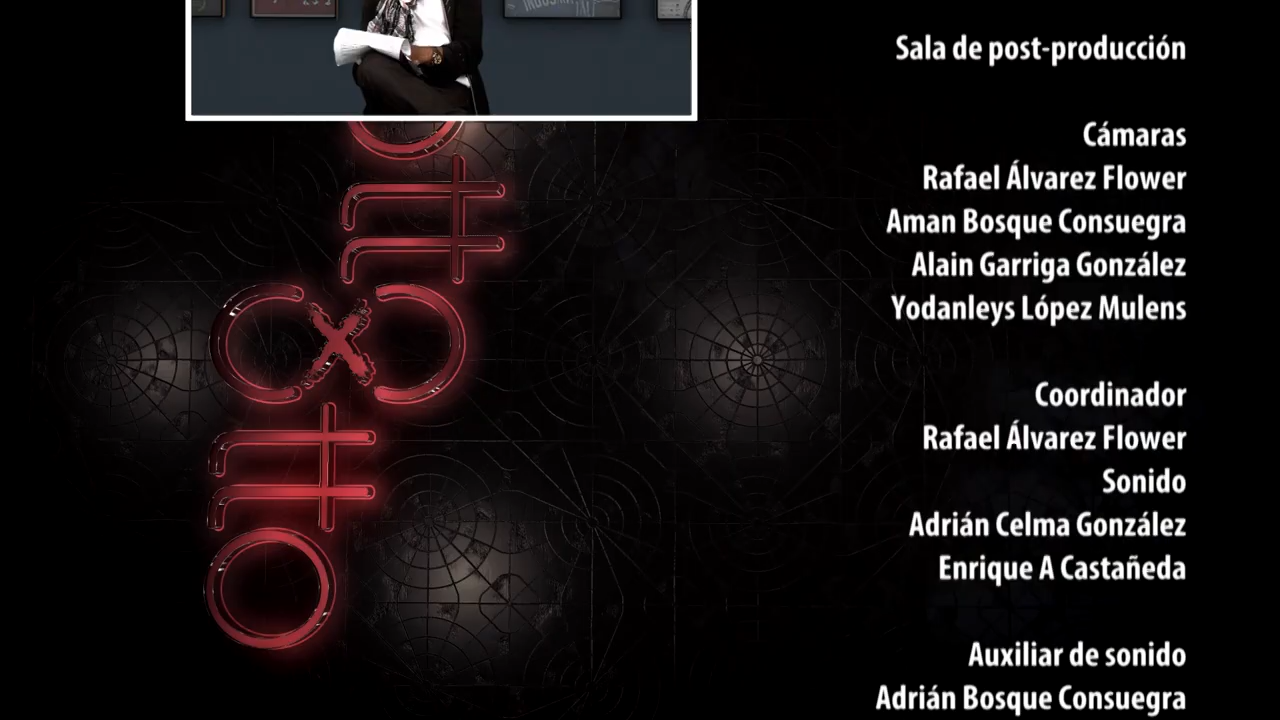 Sala de post-producción
Cámaras
Rafael Álvarez Flower
Aman Bosque Consuegra
Alain Garriga González
Yodanleys López Mulens
Coordinador
Rafael Álvarez Flower
Sonido
Adrián Celma González
Enrique A Castañeda
Auxiliar de sonido
Adrián Bosque Consuegra